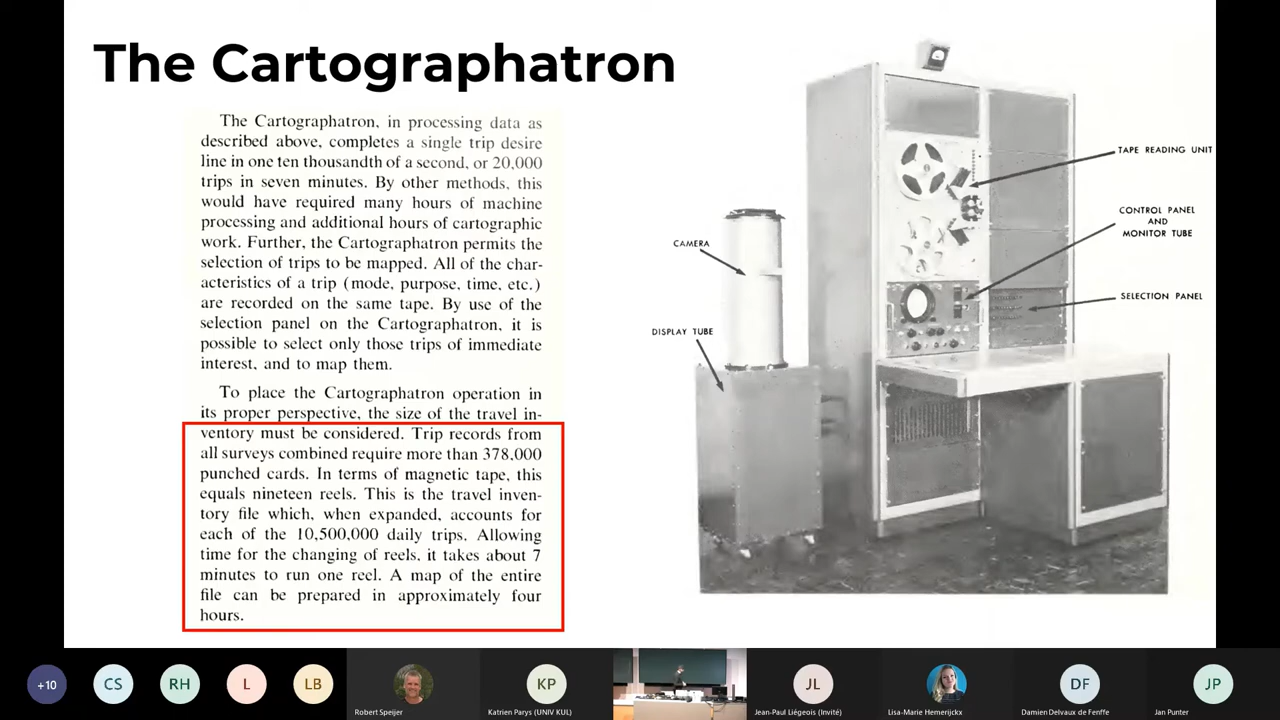 The Cartographatron
The Cartographatron, in processing data as
described above, completes a single trip desire
line in one ten thousandth of a second, or 20,000
trips in seven minutes. By other methods, this
would have required many hours of machine
processing and additional hours of cartographic
work. Further, the Cartographatron permits the
selection of trips to be mapped. All of the char-
acteristics of a trip (mode, purpose, time, etc.)
are recorded on the same tape. By use of the
selection panel on the Cartographatron, it is
possible to select only those trips of immediate
interest, and to map them.
To place the Cartographatron operation in
its proper perspective, the size of the travel in-
ventory must be considered. Trip records from
all surveys combined require more than 378,000
punched cards. In terms of magnetic tape, this
equals nineteen reels. This is the travel inven-
tory file which, when expanded, accounts for
each of the 10,500,000 daily trips. Allowing
time for the changing of reels, it takes about 7
minutes to run one reel. A map of the entire
file can be prepared in approximately four
hours.
TAPE READING UNIT
CONTROL PANEL
AND
MONITOR TUBE
CAMERA
SELECTION PANEL
DISPLAY TUBE
+10
CS
RH
L
LB
Robert Speijer
KP
Katrien Parys (UNIV KUL)
JL
Jean-Paul Liégeois (Invité)
Lisa-Marie Hemerijckx
DF
Damien Delvaux de Fenffe
JP
Jan Punter